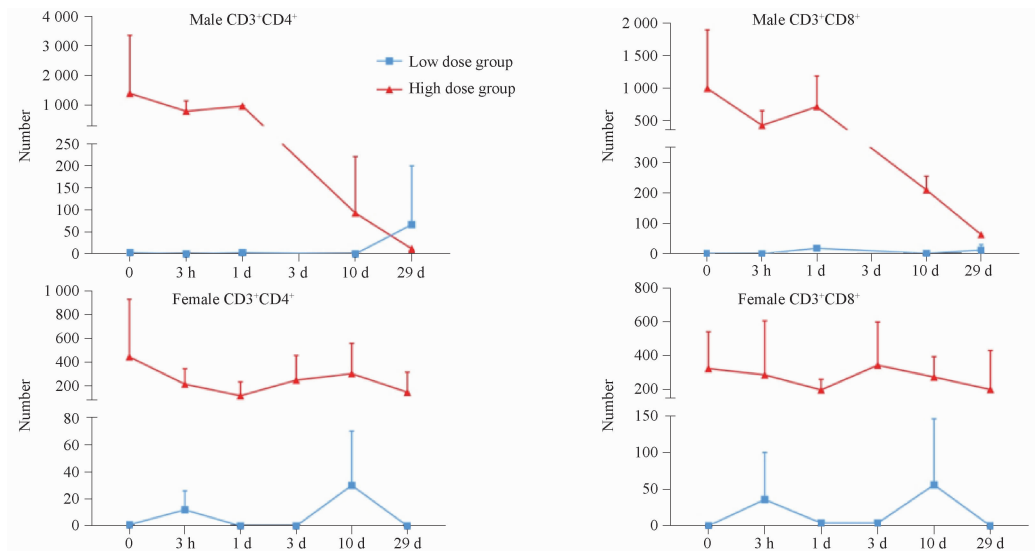 Male CD3⁺CD4⁺
4 000
3 000
2 000
1 000
250
200
150
100
50
0
Number
Low dose group
High dose group
0 3 h 1 d 3 d 10 d 29 d
Male CD3⁺CD8⁺
2 000
1 500
1 000
500
300
200
100
0
Number
0 3 h 1 d 3 d 10 d 29 d
Female CD3⁺CD4⁺
1 000
800
600
400
200
80
60
40
20
0
Number
0 3 h 1 d 3 d 10 d 29 d
Female CD3⁺CD8⁺
800
600
400
200
150
100
50
0
Number
0 3 h 1 d 3 d 10 d 29 d